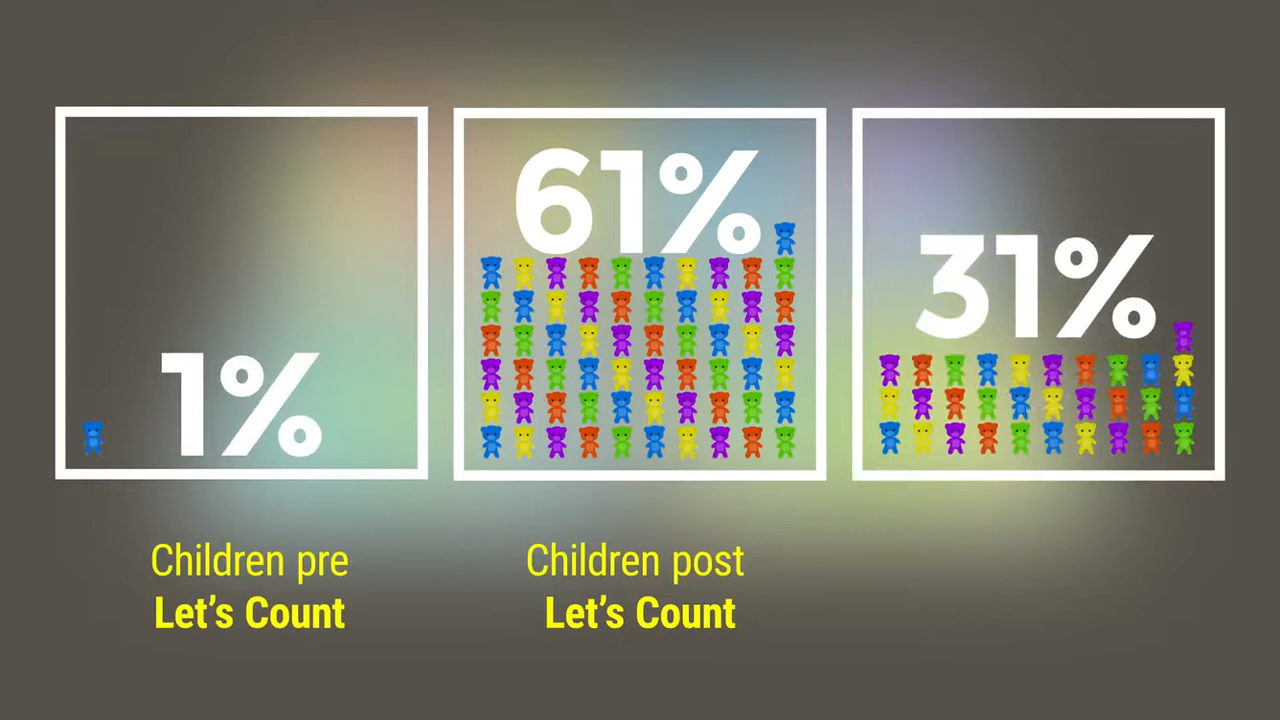 1%
61%
31%
Children pre
Let's Count
Children post
Let's Count